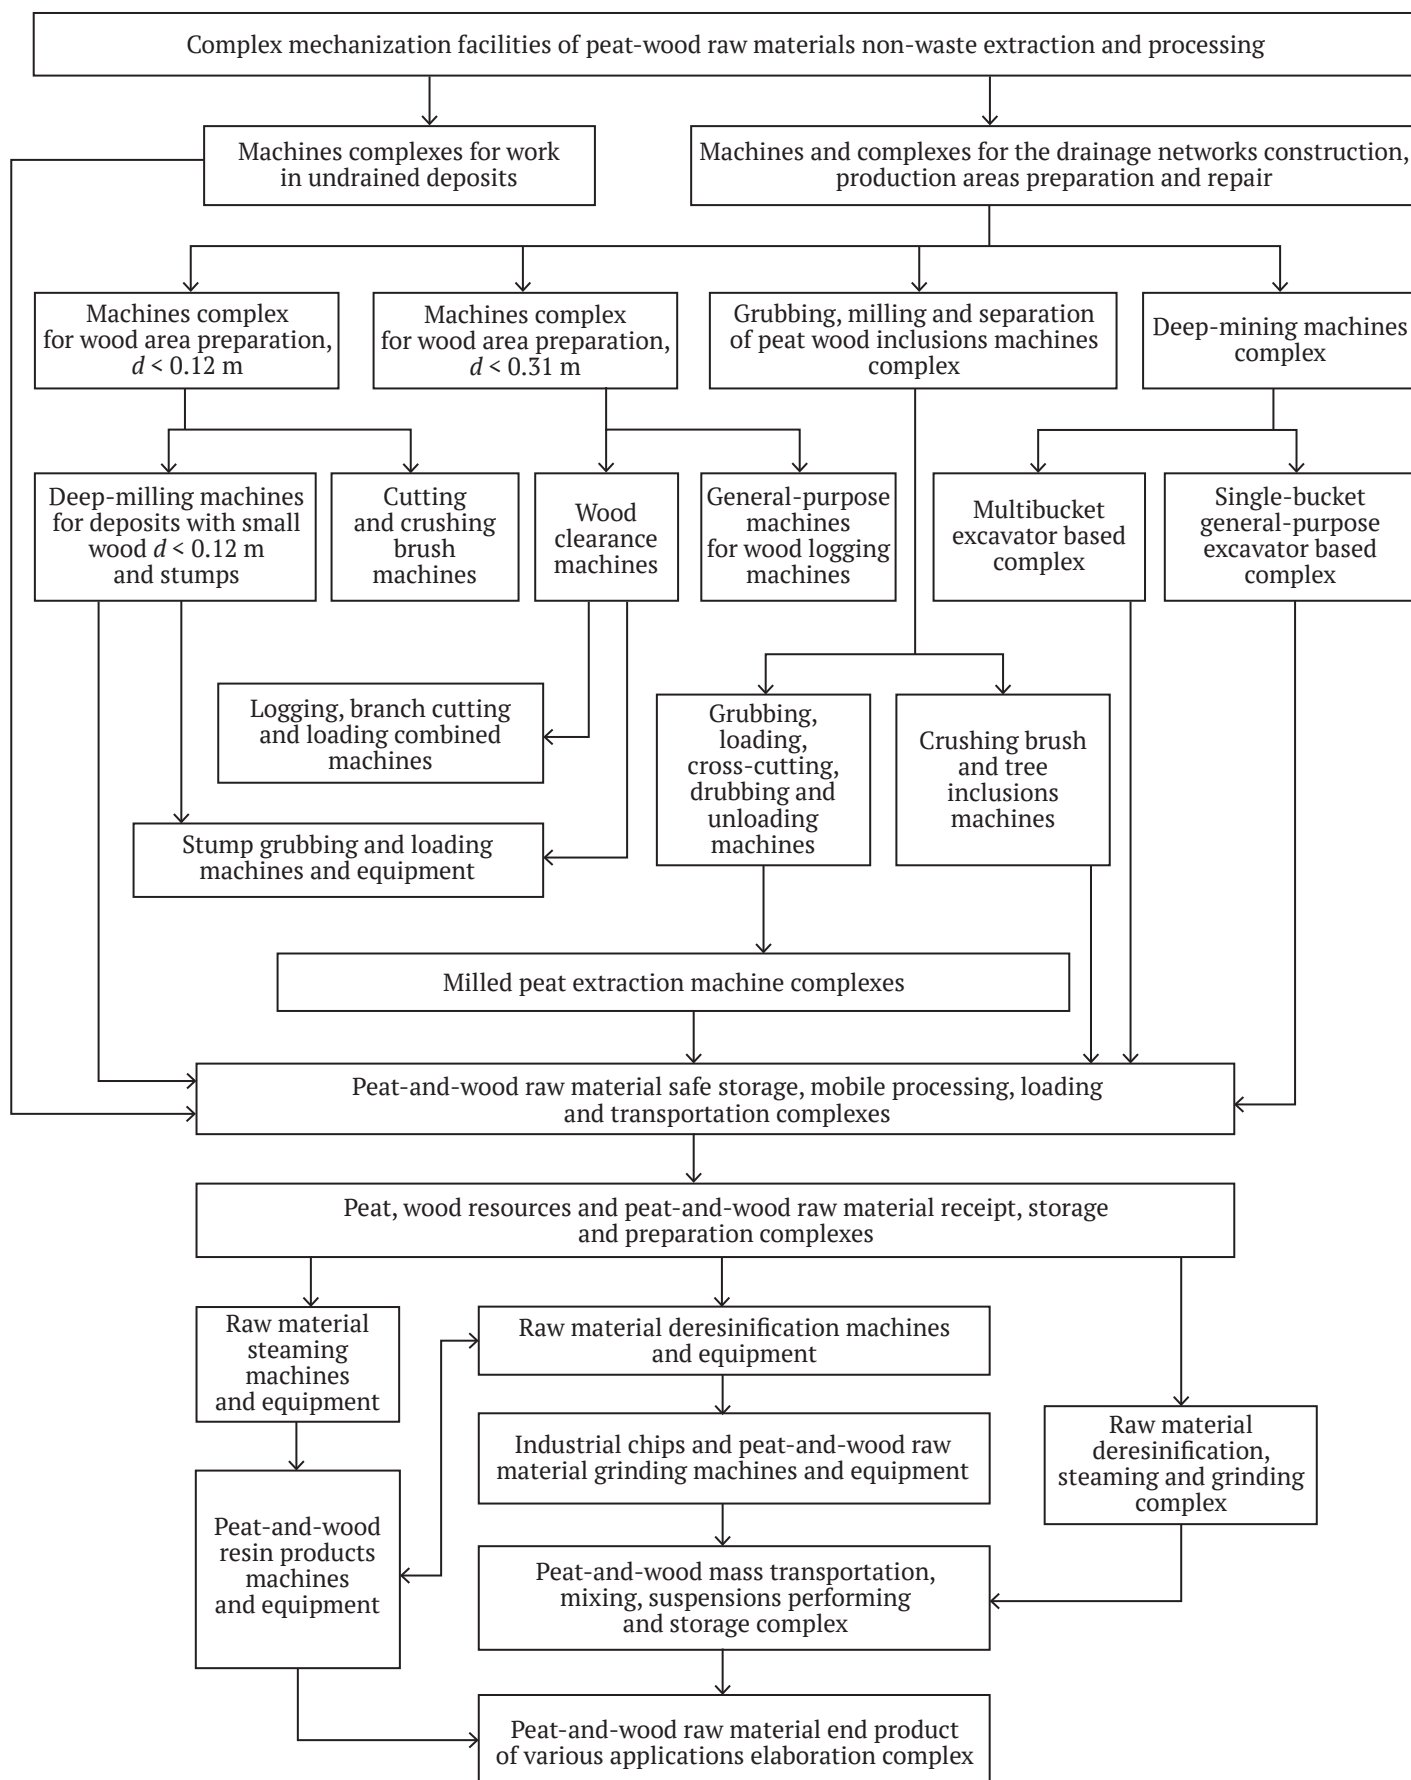 Complex mechanization facilities of peat-wood raw materials non-waste extraction and processing
Machines complexes for work
in undrained deposits
Machines and complexes for the drainage networks construction,
production areas preparation and repair
Machines complex
for wood area preparation,
d < 0.12 m
Machines complex
for wood area preparation,
d < 0.31 m
Grubbing, milling and separation
of peat wood inclusions machines
complex
Deep-mining machines
complex
Deep-milling machines
for deposits with small
wood d < 0.12 m
and stumps
Cutting
and crushing
brush
machines
Wood
clearance
machines
General-purpose
machines
for wood logging
machines
Multibucket
excavator based
complex
Single-bucket
general-purpose
excavator based
complex
Logging, branch cutting
and loading combined
machines
Grubbing,
loading,
cross-cutting,
drubbing and
unloading
machines
Crushing brush
and tree
inclusions
machines
Stump grubbing and loading
machines and equipment
Milled peat extraction machine complexes
Peat-and-wood raw material safe storage, mobile processing, loading
and transportation complexes
Peat, wood resources and peat-and-wood raw material receipt, storage
and preparation complexes
Raw material
steaming
machines
and equipment
Raw material deresinification machines
and equipment
Industrial chips and peat-and-wood raw
material grinding machines and equipment
Raw material
deresinification,
steaming and grinding
complex
Peat-and-wood
resin products
machines
and equipment
Peat-and-wood mass transportation,
mixing, suspensions performing
and storage complex
Peat-and-wood raw material end product
of various applications elaboration complex